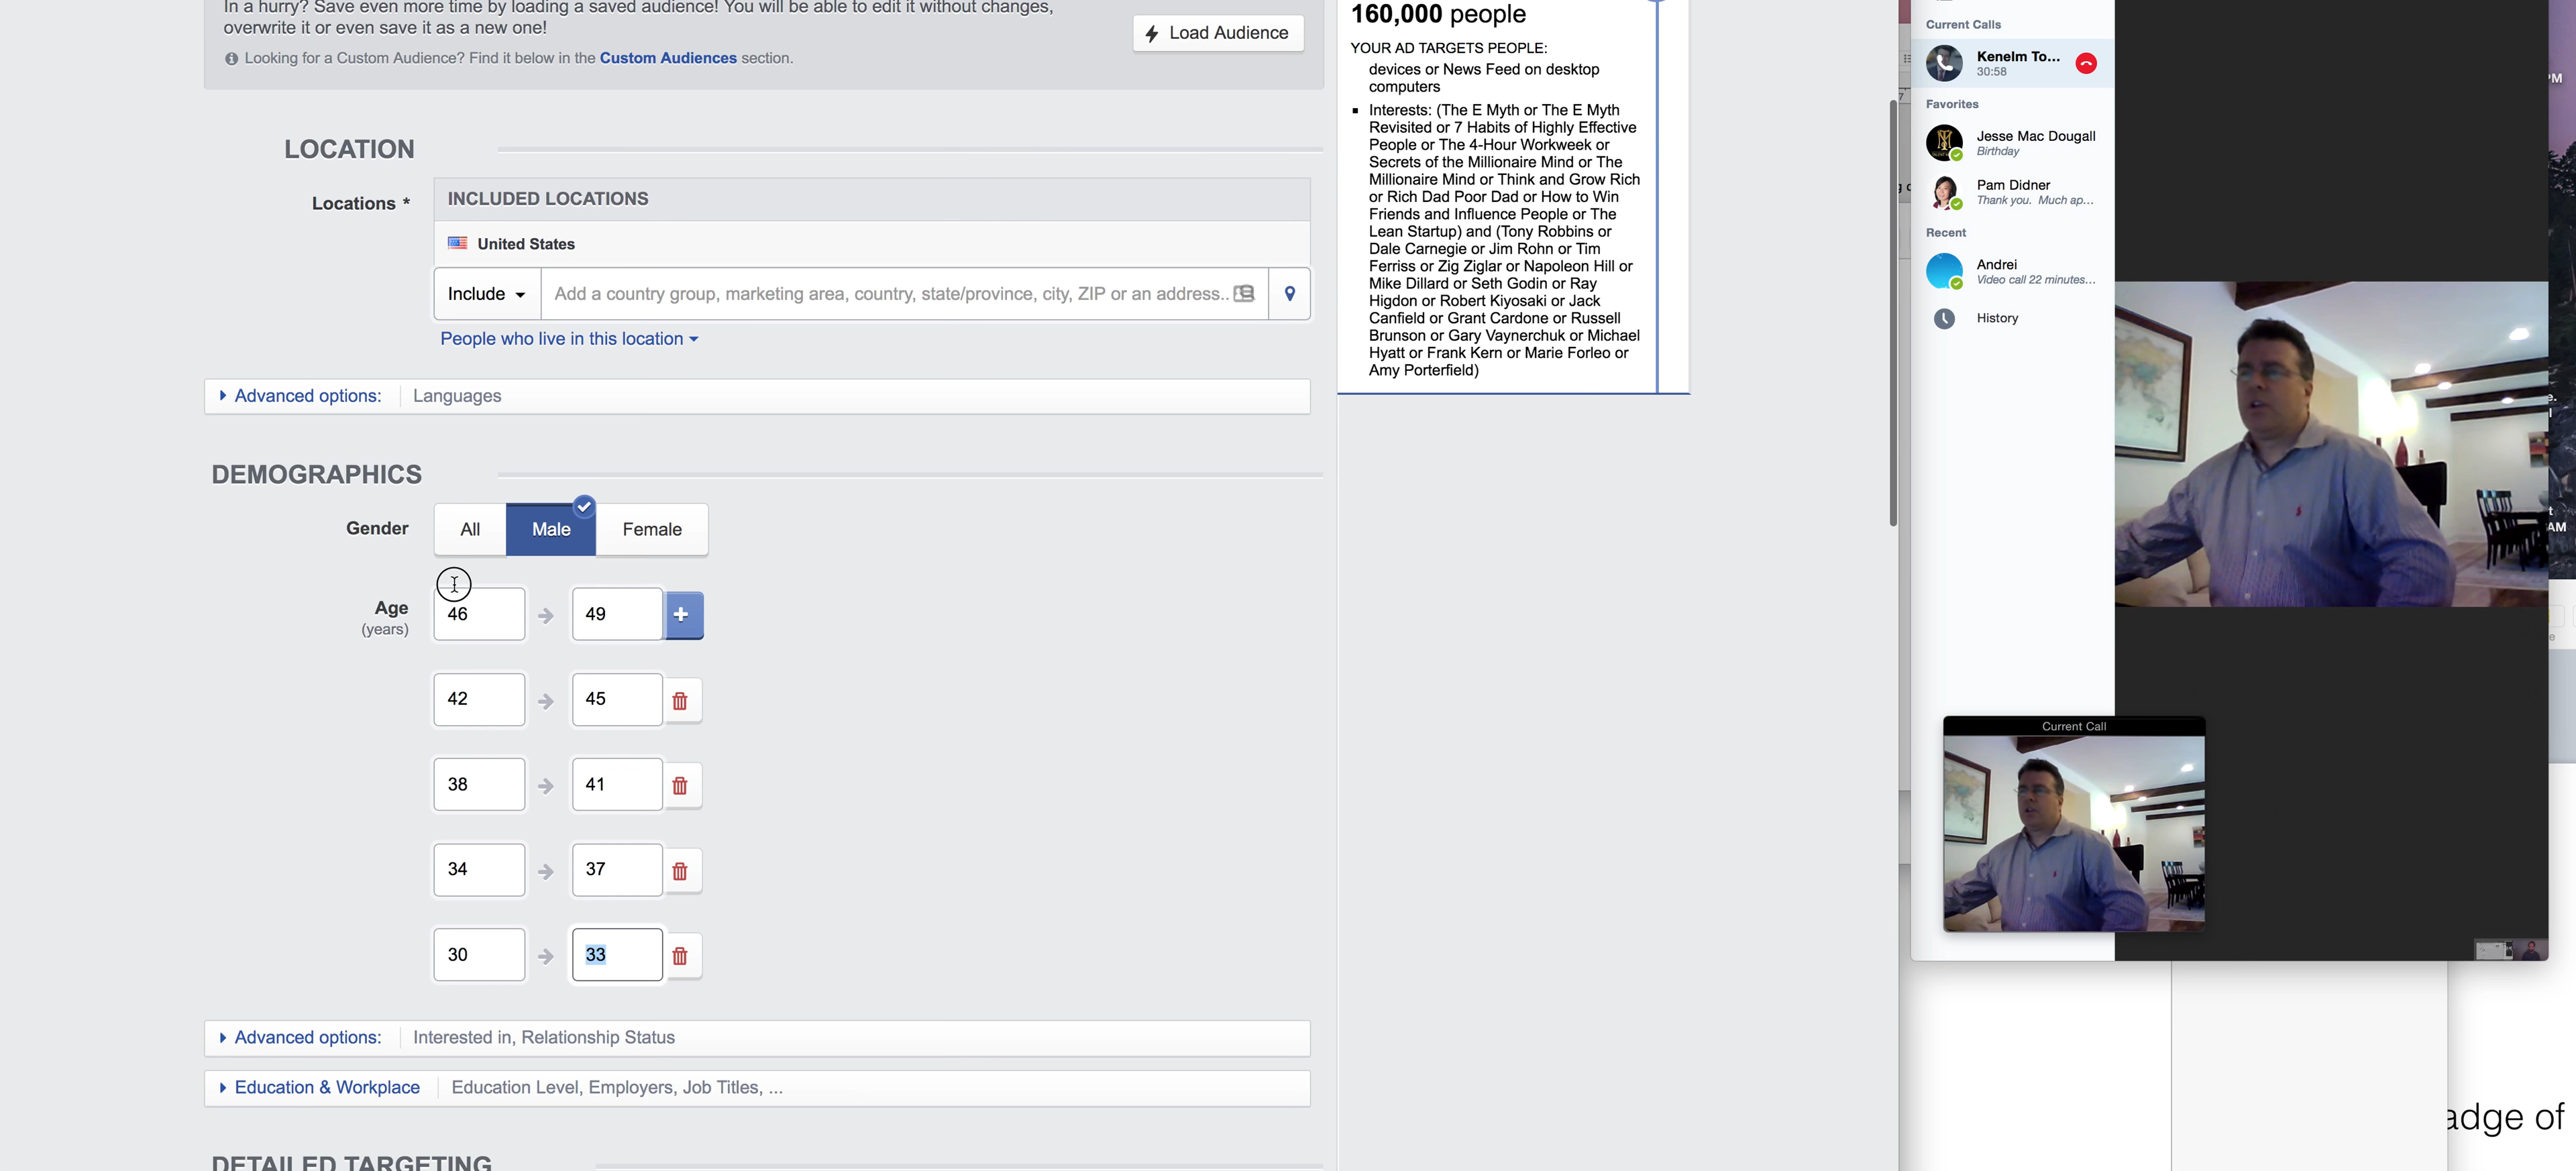 In a hurry? Save even more time by loading a saved audience! You will be able to edit it without changes,
overwrite it or even save it as a new one!
Load Audience
Looking for a Custom Audience? Find it below in the Custom Audiences section.
LOCATION
Locations *
INCLUDED LOCATIONS
United States
Include
Add a country group, marketing area, country, state/province, city, ZIP or an address..
People who live in this location
Advanced options: Languages
DEMOGRAPHICS
Gender
All Male Female
Age
(years)
46 49 +
42 45
38 41
34 37
30 33
Advanced options: Interested in, Relationship Status
Education & Workplace Education Level, Employers, Job Titles, ...
DETAILED TARGETING
160,000 people
YOUR AD TARGETS PEOPLE:
devices or News Feed on desktop
computers
Interests: (The E Myth or The E Myth
Revisited or 7 Habits of Highly Effective
People or The 4-Hour Workweek or
Secrets of the Millionaire Mind or The
Millionaire Mind or Think and Grow Rich
or Rich Dad Poor Dad or How to Win
Friends and Influence People or The
Lean Startup) and (Tony Robbins or
Dale Carnegie or Jim Rohn or Tim
Ferriss or Zig Ziglar or Napoleon Hill or
Mike Dillard or Seth Godin or Ray
Higdon or Robert Kiyosaki or Jack
Canfield or Grant Cardone or Russell
Brunson or Gary Vaynerchuk or Michael
Hyatt or Frank Kern or Marie Forleo or
Amy Porterfield)
Current Calls
Kenelm To...
30:58
Favorites
Jesse Mac Dougall
Birthday
Pam Didner
Thank you. Much ap...
Recent
Andrei
Video call 22 minutes...
History
Current Call
AM
adge of